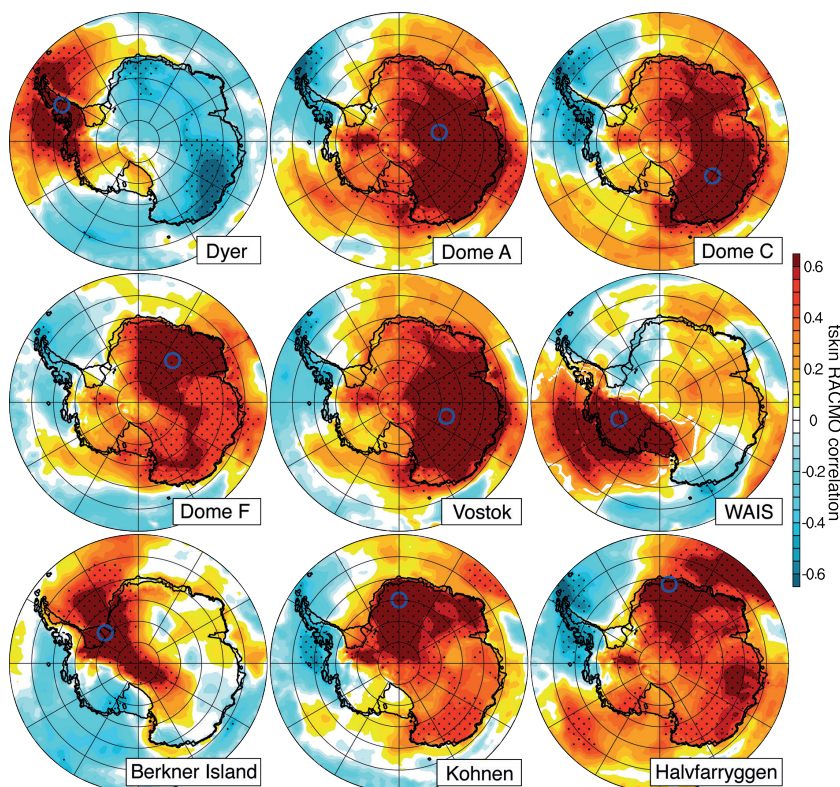 Dyer
Dome A
Dome C
Dome F
Vostok
WAIS
Berkner Island
Kohnen
Halvfarryggen
0.6
0.4
0.2
0
-0.2
-0.4
-0.6
tskin RACMO correlation